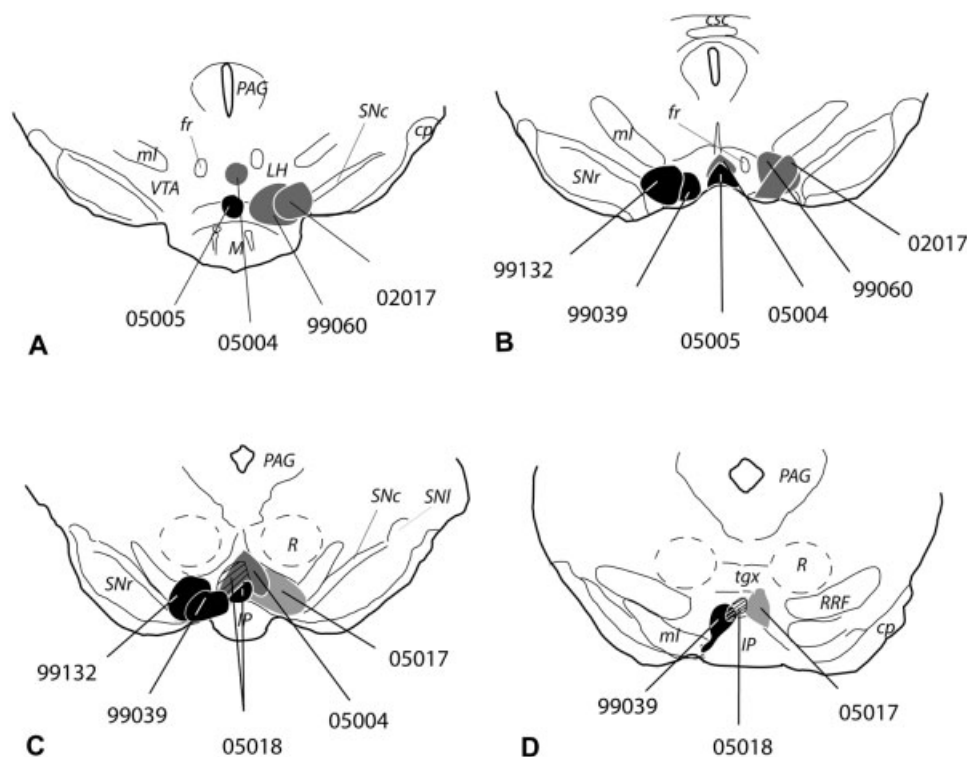 PAG
fr
SNc
cp
ml
LH
VTA
M
02017
05005
99060
05004
A
CSC
fr
ml
SNr
02017
99132
99060
99039
05004
05005
B
PAG
SNc
SNl
R
SNr
IP
99132
05017
99039
05004
05018
C
PAG
R
tgx
RRF
ml
IP
cp
99039
05017
05018
D